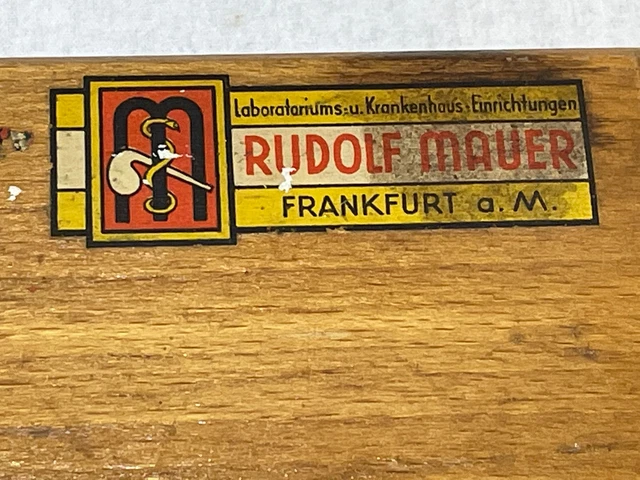 Laboratoriums-u. Krankenhaus-Einrichtungen
RUDOLF MAUER
FRANKFURT a. M.